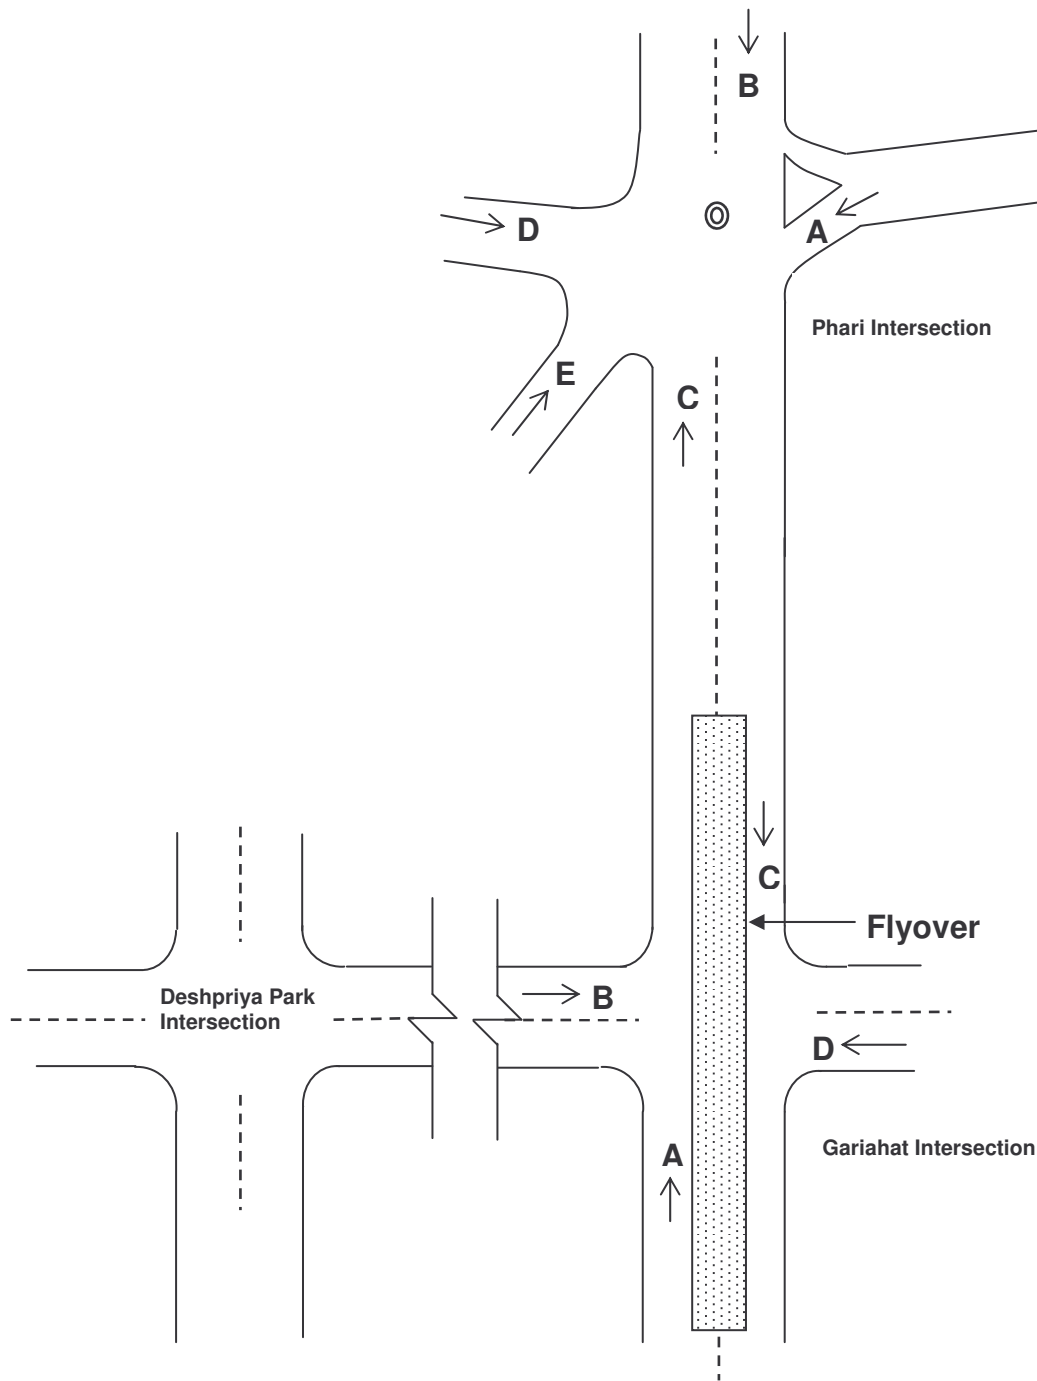 B
D
A
Phari Intersection
E
C
C
Flyover
Deshpriya Park
Intersection
B
D
Gariahat Intersection
A